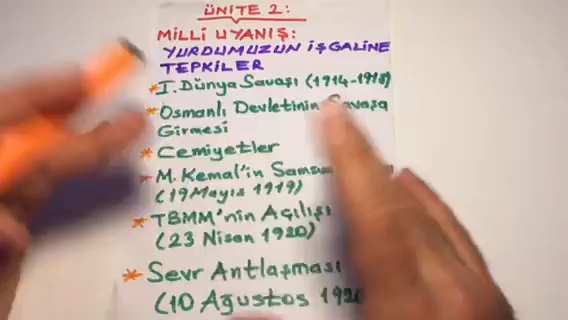 ÜNİTE 2:
MİLLİ UYANIŞ:
YURDUMUZUN İŞGALİNE
TEPKİLER
* I. Dünya Savaşı (1914-1918)
* Osmanlı Devletinin Savaşa
Girmesi
* Cemiyetler
* M. Kemal'in
(19 Mayıs 1919)
* TBMM'nin Açılışı
(23 Nisan 1920)
* Sevr Antlaşması
(10 Ağustos